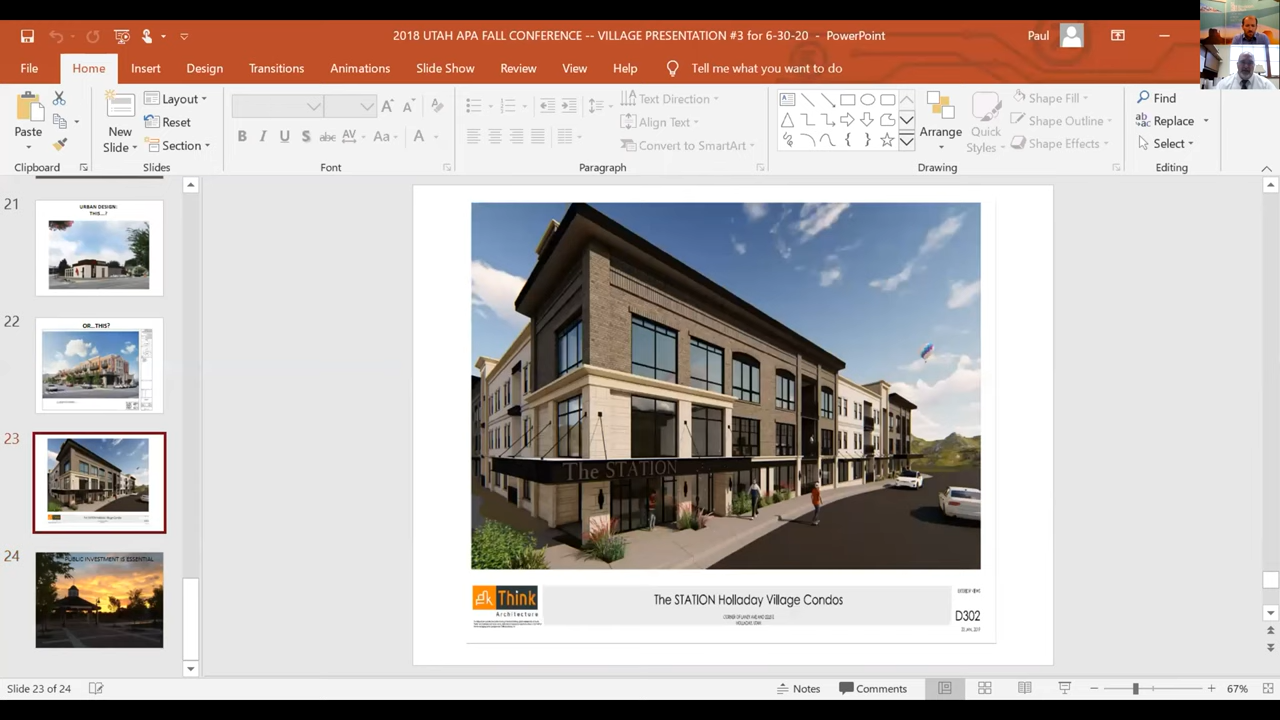 2018 UTAH APA FALL CONFERENCE -- VILLAGE PRESENTATION #3 for 6-30-20 - PowerPoint
Paul
File Home Insert Design Transitions Animations Slide Show Review View Help Tell me what you want to do
Paste
Clipboard
New
Slide
Layout
Reset
Section
Slides
B I U S abc AV Aa A
Font
Text Direction
Align Text
Convert to SmartArt
Paragraph
Arrange
Quick
Styles
Shape Fill
Shape Outline
Shape Effects
Drawing
Find
Replace
Select
Editing
21
URBAN DESIGN:
THIS...?
22
OR...THIS?
23
24
PUBLIC INVESTMENT IS ESSENTIAL
The STATION
Think
Architecture
The STATION Holladay Village Condos
D302
Slide 23 of 24
Notes
Comments
67%